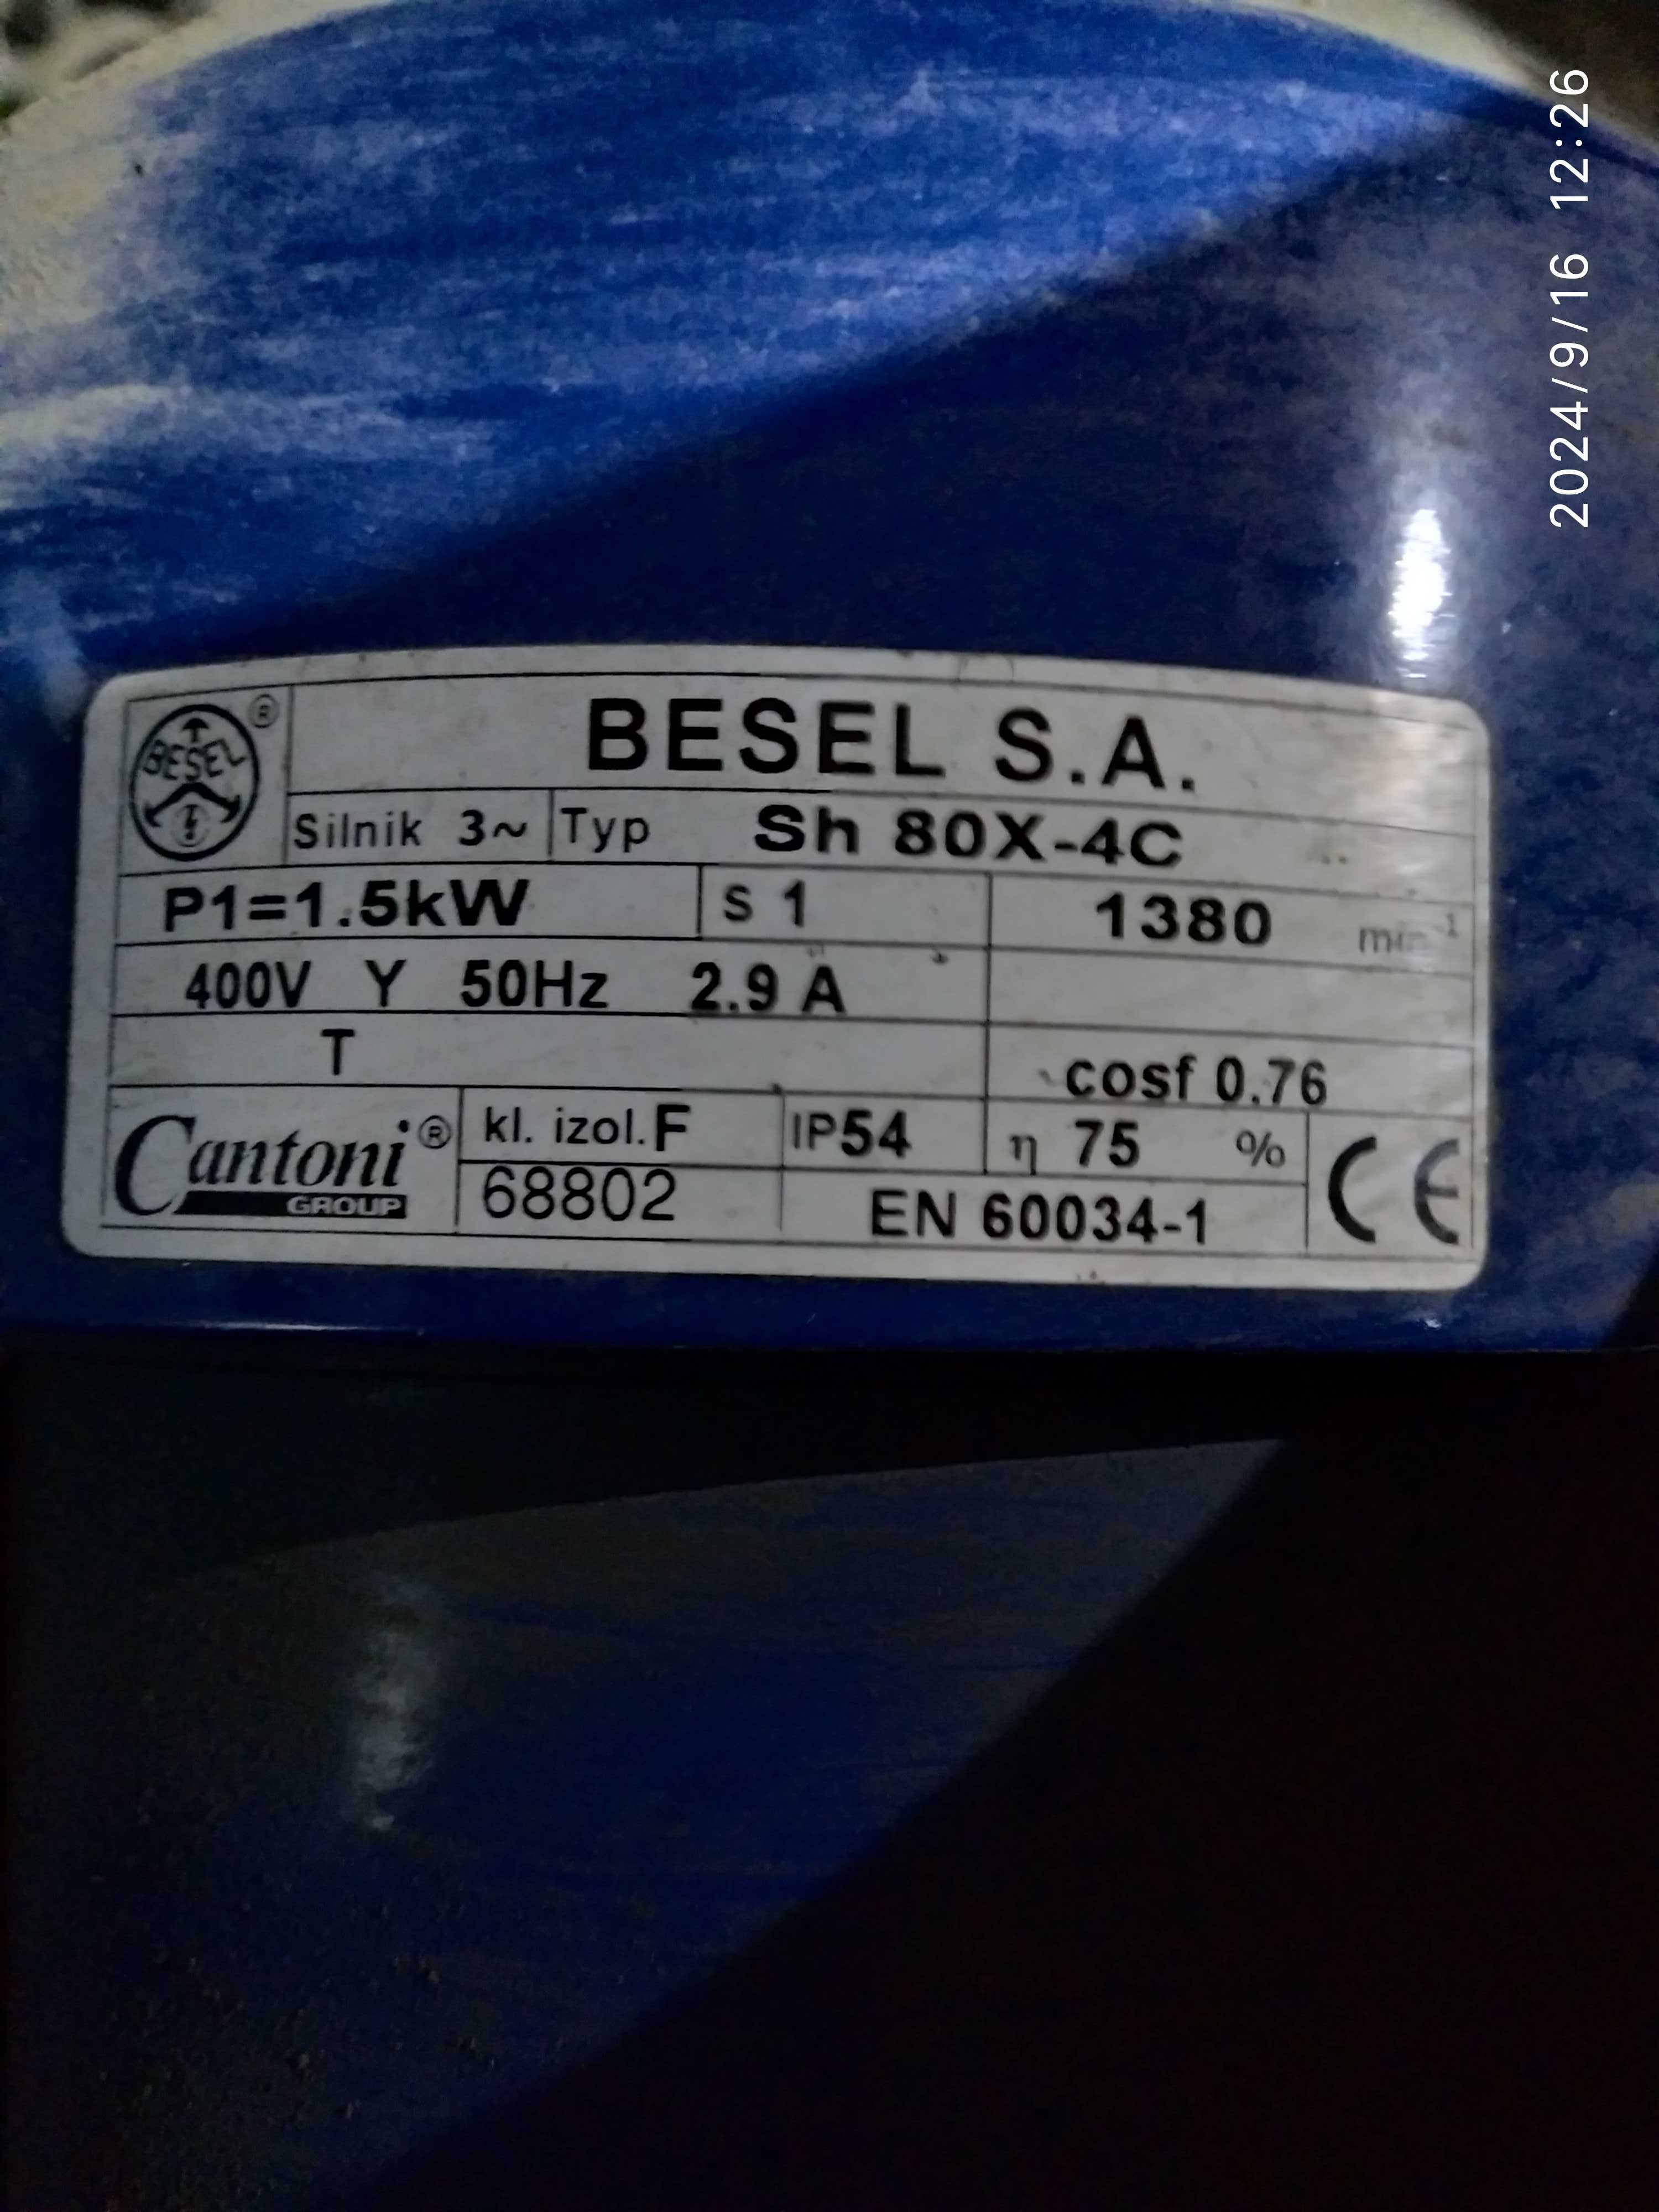 2024/9/16 12:26
BESEL ®
BESEL S.A.
Silnik 3~ Typ Sh 80X-4C
P1=1.5kW S 1 1380 min⁻¹
400V Y 50Hz 2.9 A
T
cosf 0.76
Cantoni ® GROUP
kl. izol. F IP54 η 75 %
68802 EN 60034-1 CE